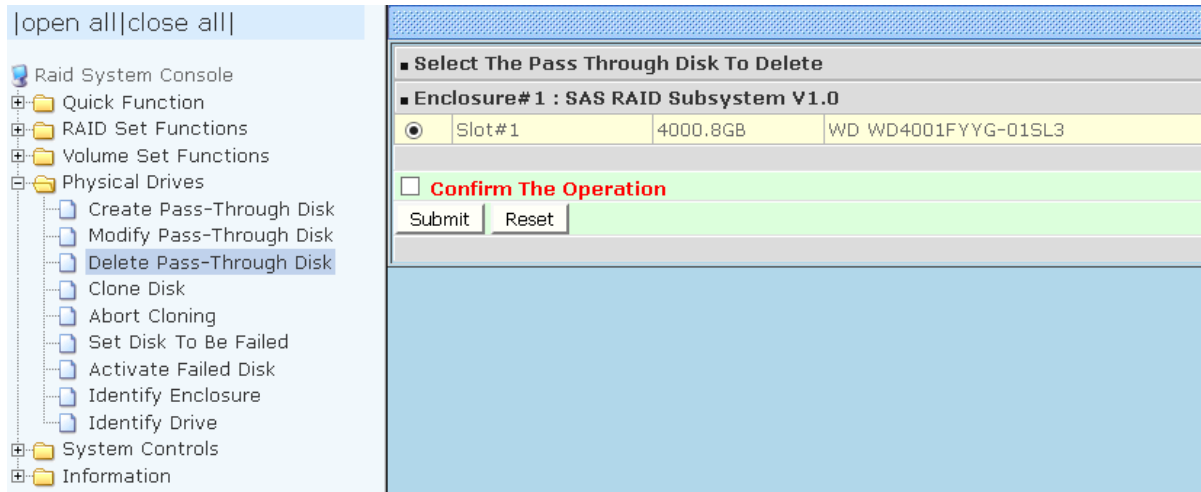 |open all|close all|
Raid System Console
Quick Function
RAID Set Functions
Volume Set Functions
Physical Drives
Create Pass-Through Disk
Modify Pass-Through Disk
Delete Pass-Through Disk
Clone Disk
Abort Cloning
Set Disk To Be Failed
Activate Failed Disk
Identify Enclosure
Identify Drive
System Controls
Information
Select The Pass Through Disk To Delete
Enclosure#1 : SAS RAID Subsystem V1.0
Slot#1 4000.8GB WD WD4001FYYG-01SL3
Confirm The Operation
Submit Reset